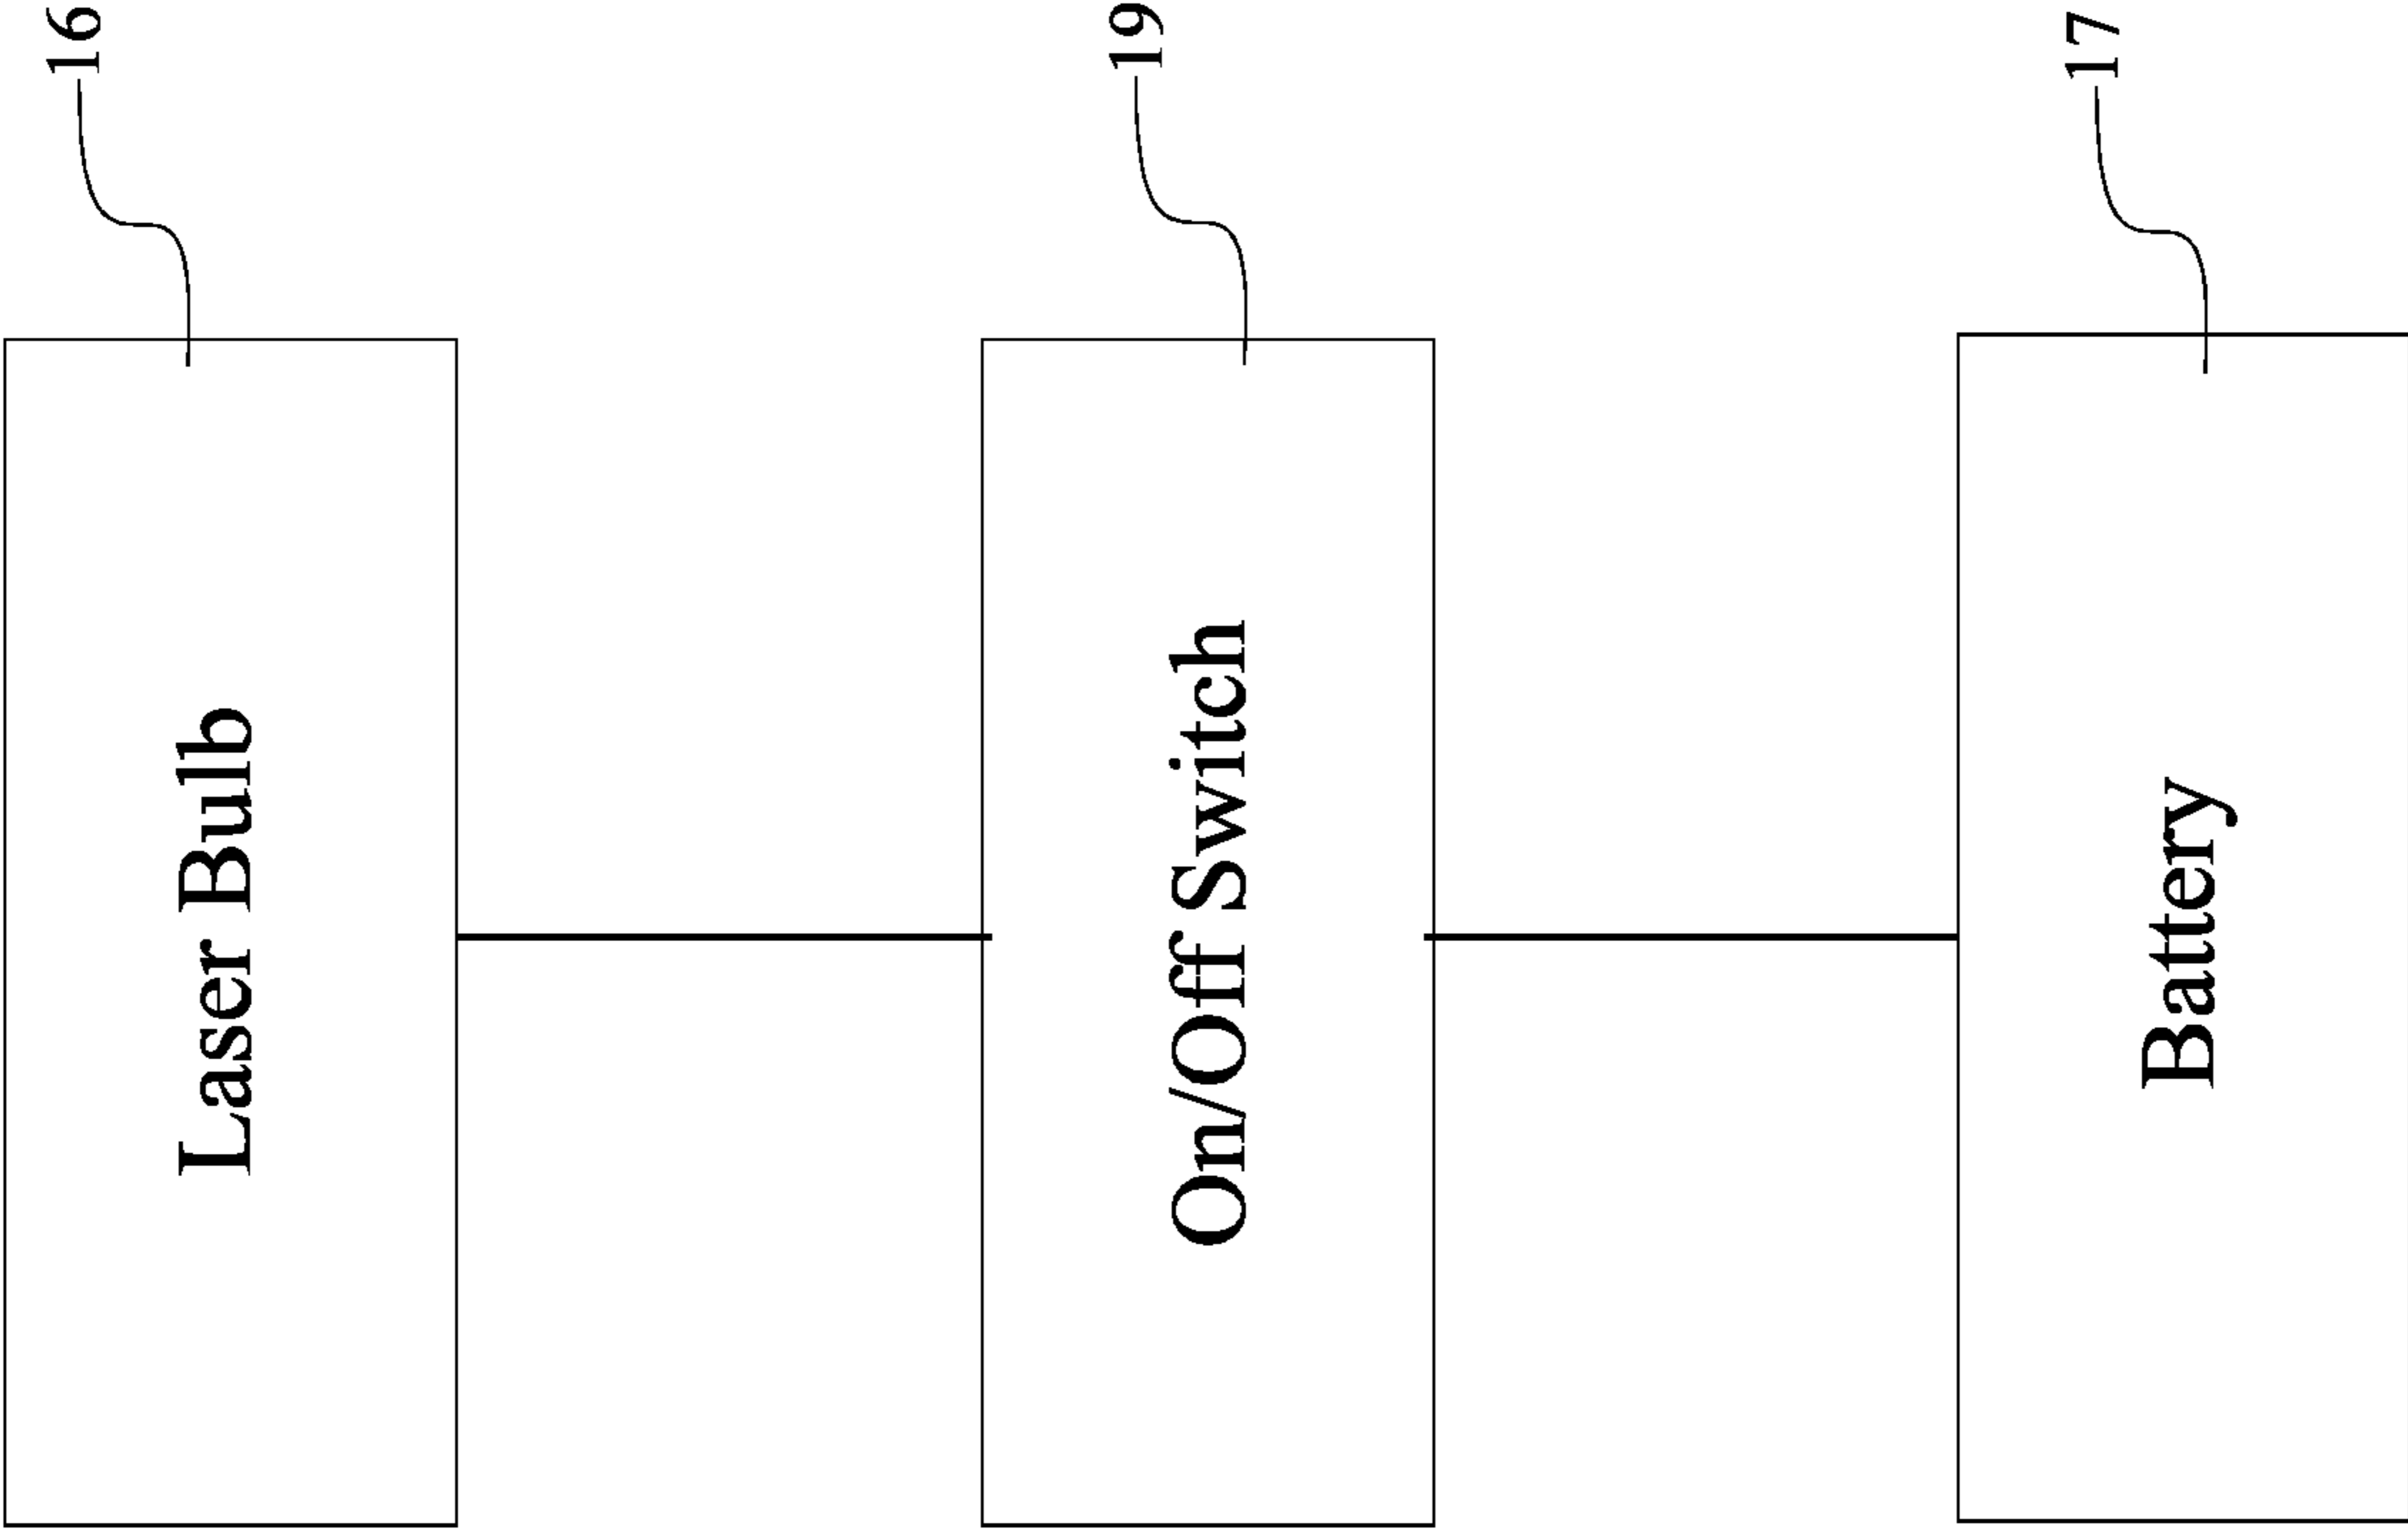 16
Laser Bulb
19
On/Off Switch
17
Battery